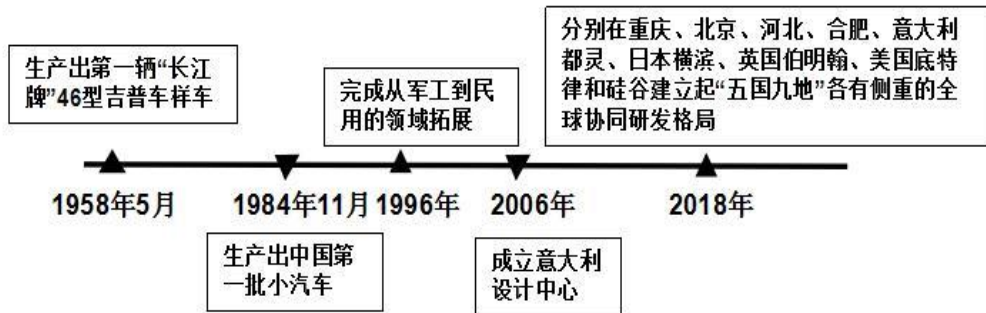 生产出第一辆“长江
牌”46型吉普车样车
完成从军工到民
用的领域拓展
分别在重庆、北京、河北、合肥、意大利
都灵、日本横滨、英国伯明翰、美国底特
律和硅谷建立起“五国九地”各有侧重的全
球协同研发格局
1958年5月
1984年11月
1996年
2006年
2018年
生产出中国第
一批小汽车
成立意大利
设计中心